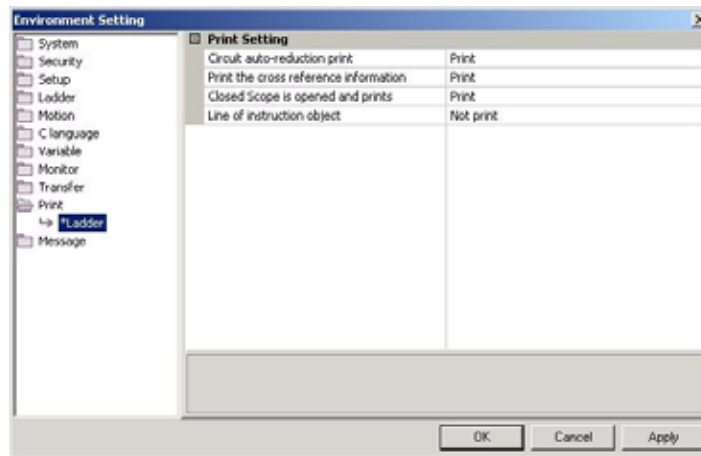 Environment Setting
System
Security
Setup
Ladder
Motion
C language
Variable
Monitor
Transfer
Print
*Ladder
Message
Print Setting
Circuit auto-reduction print Print
Print the cross reference information Print
Closed Scope is opened and prints Print
Line of instruction object Not print
OK Cancel Apply